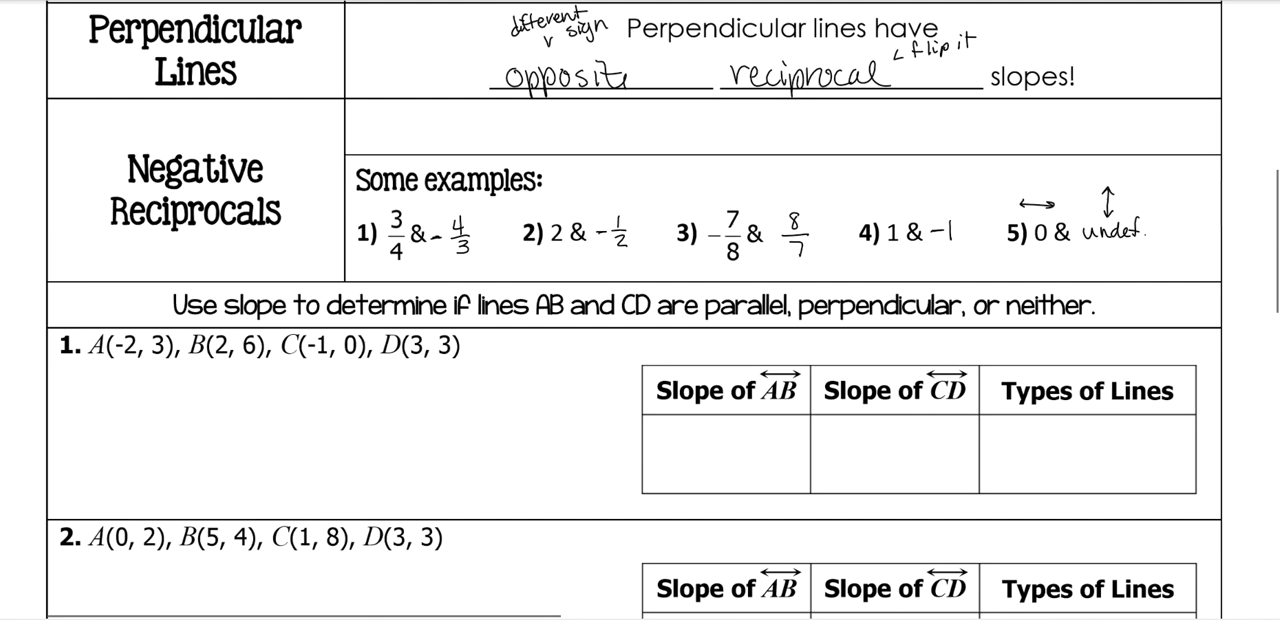 Perpendicular
Lines
different
sign
Perpendicular lines have
flip it
opposite reciprocal slopes!
Negative
Reciprocals
Some examples:
1) 3/4 & -4/3 2) 2 & -1/2 3) -7/8 & 8/7 4) 1 & -1 5) 0 & undef.
Use slope to determine if lines AB and CD are parallel, perpendicular, or neither.
1. A(-2, 3), B(2, 6), C(-1, 0), D(3, 3)
Slope of AB Slope of CD Types of Lines
2. A(0, 2), B(5, 4), C(1, 8), D(3, 3)
Slope of AB Slope of CD Types of Lines